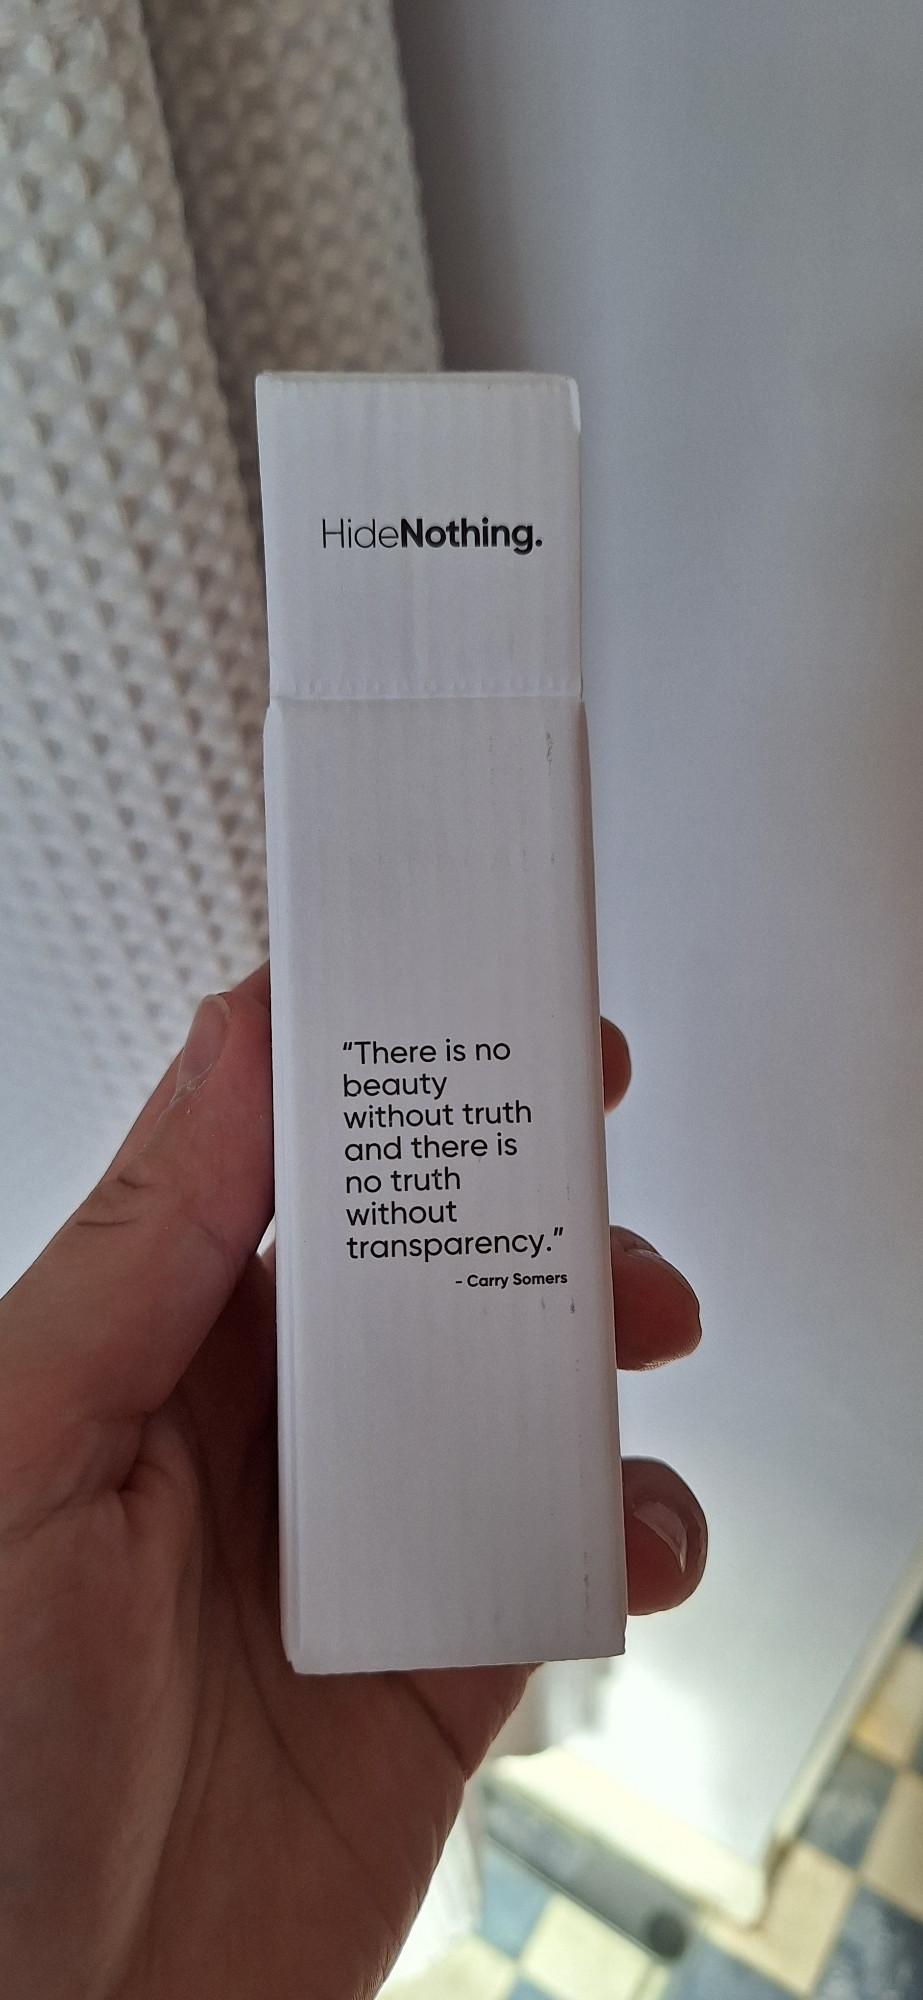 HideNothing.
“There is no
beauty
without truth
and there is
no truth
without
transparency.”
- Carry Somers